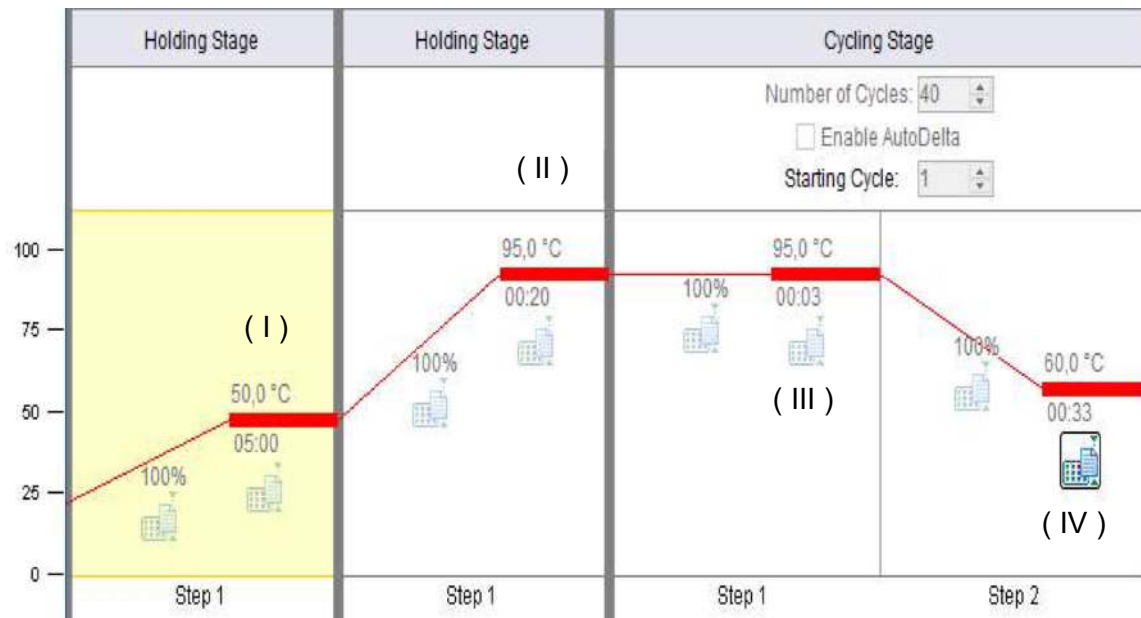 Holding Stage
Holding Stage
Cycling Stage
Number of Cycles: 40
Enable AutoDelta
Starting Cycle: 1
( II )
100
75
50
25
0
( I )
50,0 °C
05:00
100%
95,0 °C
00:20
100%
95,0 °C
00:03
100%
( III )
60,0 °C
00:33
100%
( IV )
Step 1
Step 1
Step 1
Step 2